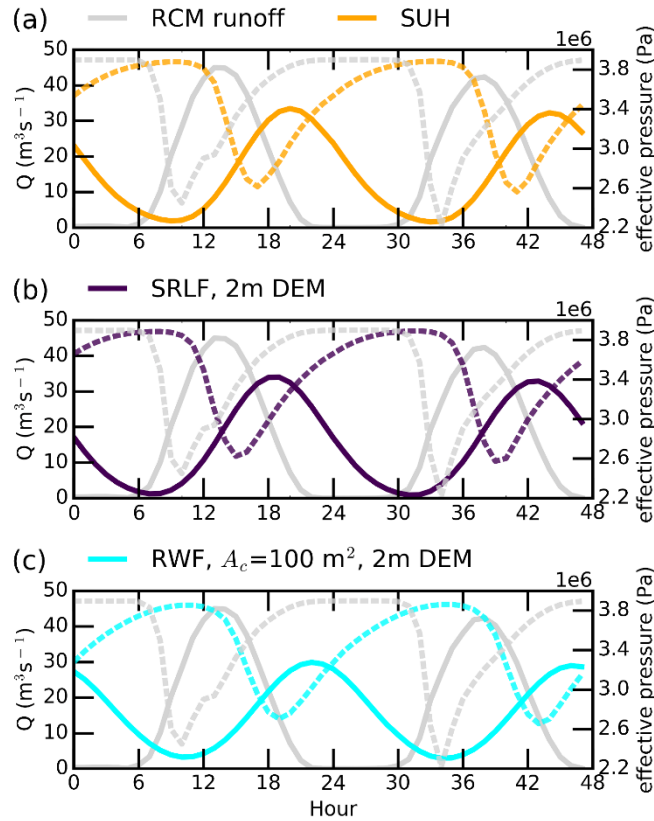 (a) RCM runoff SUH
1e6
50
40
30
20
10
0
Q (m³s⁻¹)
3.8
3.4
3.0
2.6
2.2
effective pressure (Pa)
0 6 12 18 24 30 36 42 48
(b) SRLF, 2m DEM
1e6
50
40
30
20
10
0
Q (m³s⁻¹)
3.8
3.4
3.0
2.6
2.2
effective pressure (Pa)
0 6 12 18 24 30 36 42 48
(c) RWF, A_c=100 m², 2m DEM
1e6
50
40
30
20
10
0
Q (m³s⁻¹)
3.8
3.4
3.0
2.6
2.2
effective pressure (Pa)
0 6 12 18 24 30 36 42 48
Hour